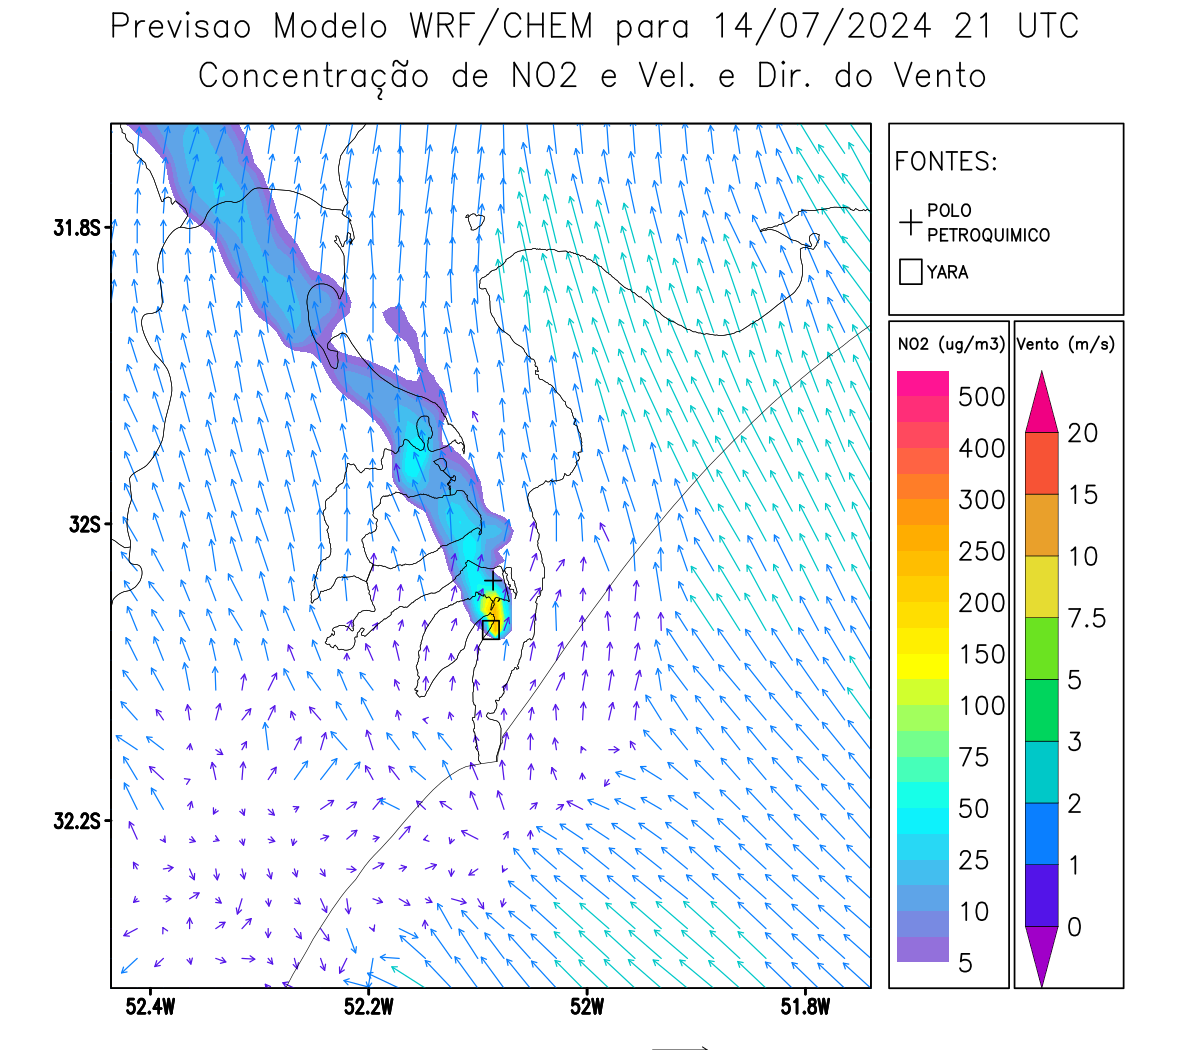 Previsao Modelo WRF/CHEM para 14/07/2024 21 UTC
Concentração de NO2 e Vel. e Dir. do Vento
FONTES:
POLO
PETROQUIMICO
YARA
NO2 (ug/m3)
500
400
300
250
200
150
100
75
50
25
10
5
Vento (m/s)
20
15
10
7.5
5
3
2
1
0
31.8S
32S
32.2S
52.4W
52.2W
52W
51.8W